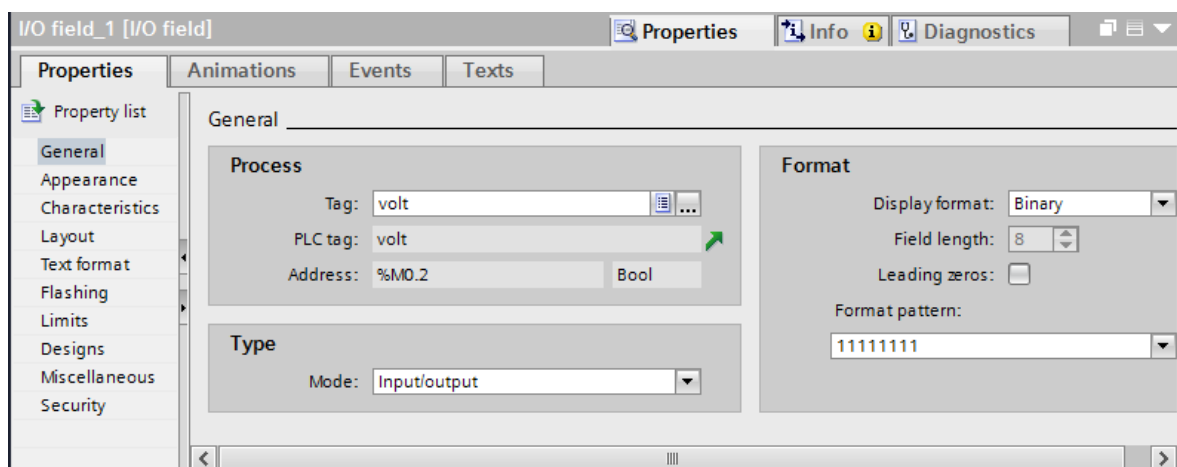 I/O field_1 [I/O field]
Properties
Info
Diagnostics
Properties
Animations
Events
Texts
Property list
General
Appearance
Characteristics
Layout
Text format
Flashing
Limits
Designs
Miscellaneous
Security
General
Process
Tag: volt
PLC tag: volt
Address: %M0.2 Bool
Type
Mode: Input/output
Format
Display format: Binary
Field length: 8
Leading zeros:
Format pattern:
11111111